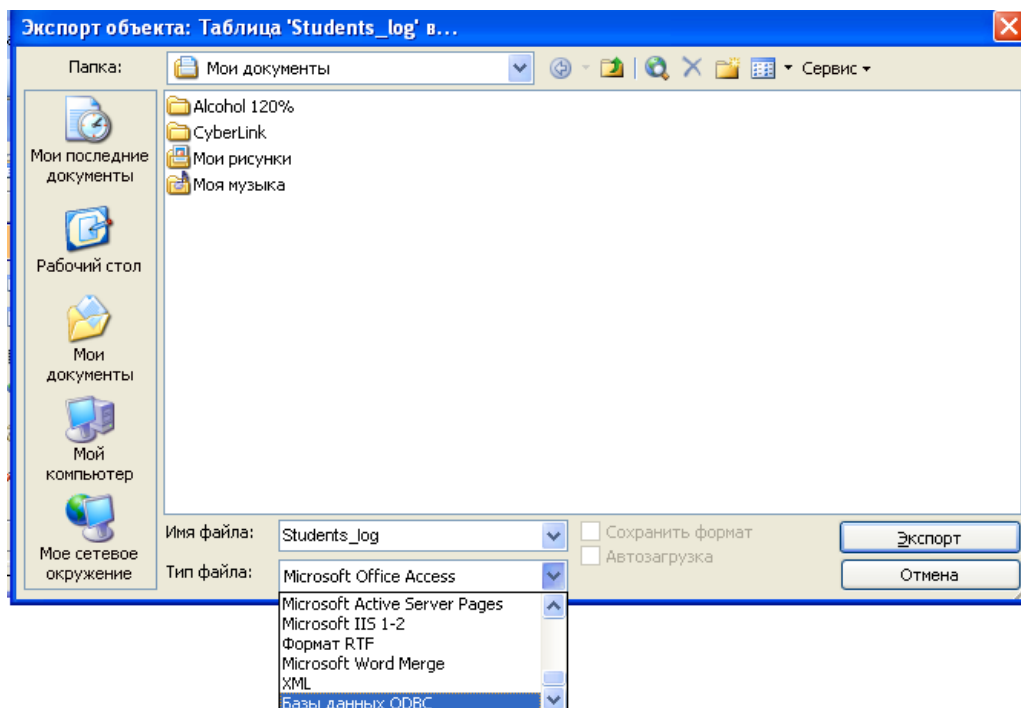 Экспорт объекта: Таблица 'Students_log' в...
Папка:
Мои документы
Сервис
Мои последние
документы
Рабочий стол
Мои
документы
Мой
компьютер
Мое сетевое
окружение
Alcohol 120%
CyberLink
Мои рисунки
Моя музыка
Имя файла:
Students_log
Сохранить формат
Автозагрузка
Экспорт
Тип файла:
Microsoft Office Access
Отмена
Microsoft Active Server Pages
Microsoft IIS 1-2
Формат RTF
Microsoft Word Merge
XML
Базы данных ODBC